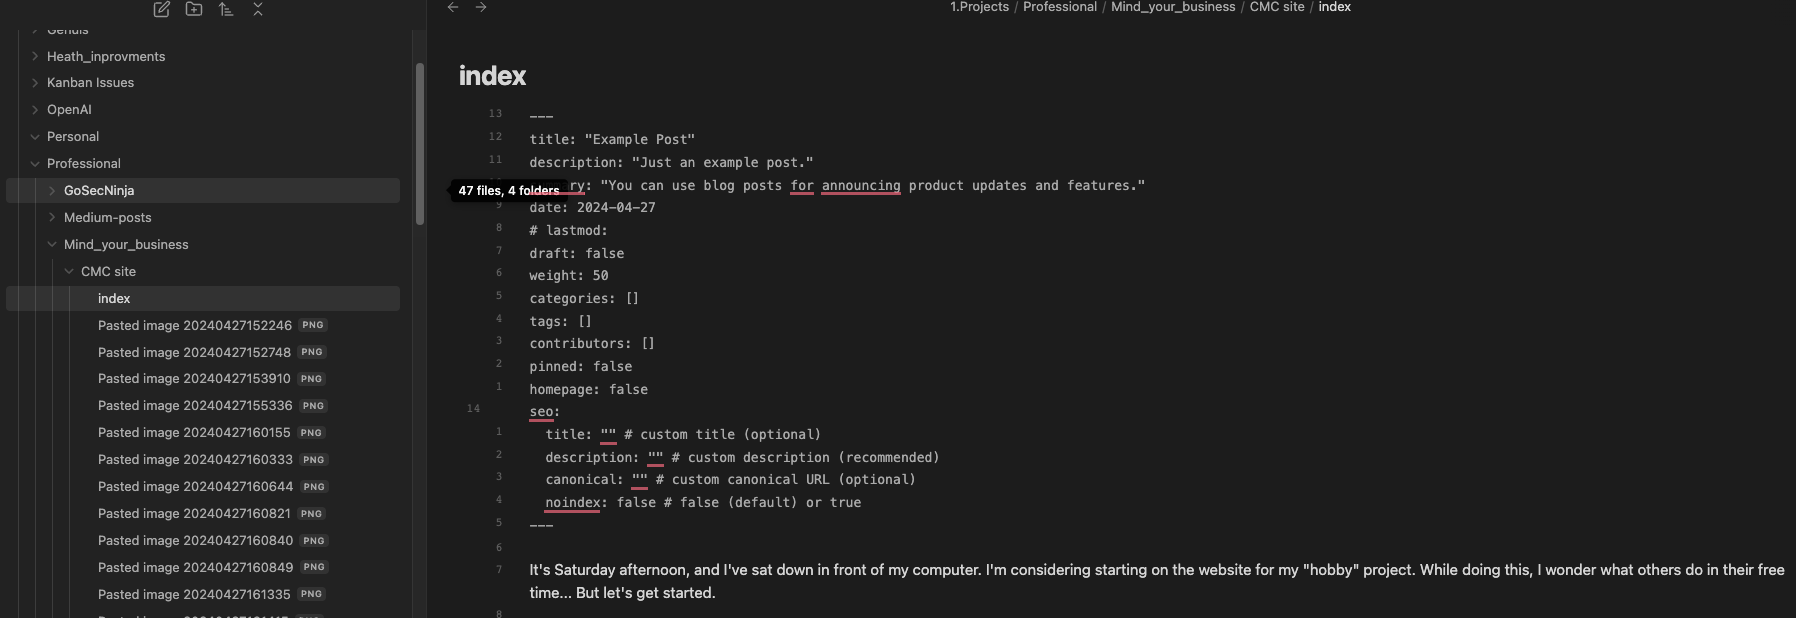 1.Projects / Professional / Mind_your_business / CMC site / index
Heath_inprovments
Kanban Issues
OpenAI
Personal
Professional
GoSecNinja
Medium-posts
Mind_your_business
CMC site
index
Pasted image 20240427152246 PNG
Pasted image 20240427152748 PNG
Pasted image 20240427153910 PNG
Pasted image 20240427155336 PNG
Pasted image 20240427160155 PNG
Pasted image 20240427160333 PNG
Pasted image 20240427160644 PNG
Pasted image 20240427160821 PNG
Pasted image 20240427160840 PNG
Pasted image 20240427160849 PNG
Pasted image 20240427161335 PNG
47 files, 4 folders
index
13 ---
12 title: "Example Post"
11 description: "Just an example post."
ry: "You can use blog posts for announcing product updates and features."
9 date: 2024-04-27
8 # lastmod:
7 draft: false
6 weight: 50
5 categories: []
4 tags: []
3 contributors: []
2 pinned: false
1 homepage: false
14 seo:
1 title: "" # custom title (optional)
2 description: "" # custom description (recommended)
3 canonical: "" # custom canonical URL (optional)
4 noindex: false # false (default) or true
5 ---
6
7 It's Saturday afternoon, and I've sat down in front of my computer. I'm considering starting on the website for my "hobby" project. While doing this, I wonder what others do in their free
time... But let's get started.
8